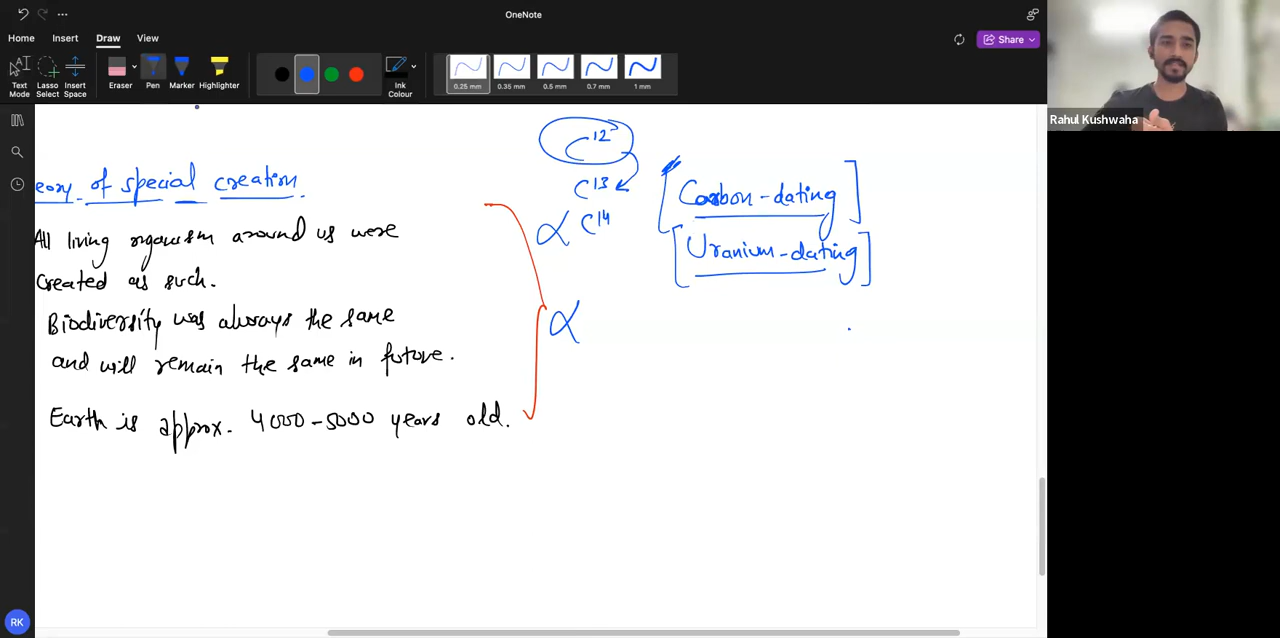 OneNote
Home Insert Draw View
Share
Text Mode
Lasso Select
Insert Space
Eraser
Pen
Marker
Highlighter
Ink Colour
0.25 mm
0.35 mm
0.5 mm
0.7 mm
1 mm
Rahul Kushwaha
eory of special creation
All living organism around us were
created as such.
Biodiversity was always the same
and will remain the same in future.
Earth is approx. 4000-5000 years old.
C12
C13
α C14
α
[Carbon-dating]
[Uranium-dating]
RK